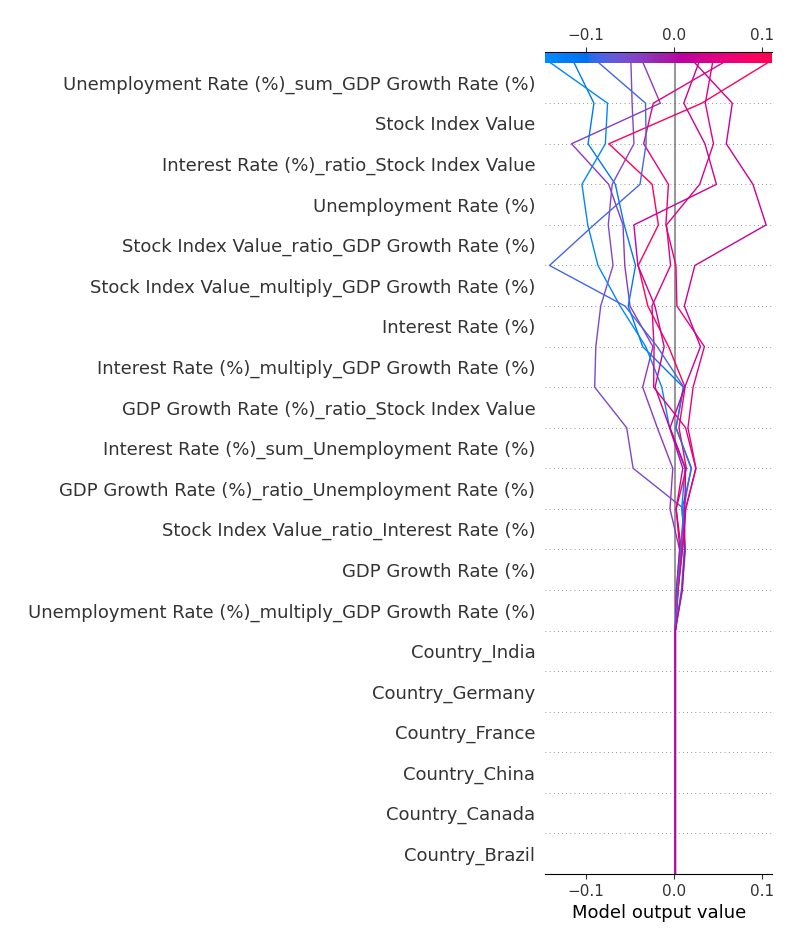 −0.1 0.0 0.1
Unemployment Rate (%)_sum_GDP Growth Rate (%)
Stock Index Value
Interest Rate (%)_ratio_Stock Index Value
Unemployment Rate (%)
Stock Index Value_ratio_GDP Growth Rate (%)
Stock Index Value_multiply_GDP Growth Rate (%)
Interest Rate (%)
Interest Rate (%)_multiply_GDP Growth Rate (%)
GDP Growth Rate (%)_ratio_Stock Index Value
Interest Rate (%)_sum_Unemployment Rate (%)
GDP Growth Rate (%)_ratio_Unemployment Rate (%)
Stock Index Value_ratio_Interest Rate (%)
GDP Growth Rate (%)
Unemployment Rate (%)_multiply_GDP Growth Rate (%)
Country_India
Country_Germany
Country_France
Country_China
Country_Canada
Country_Brazil
−0.1 0.0 0.1
Model output value